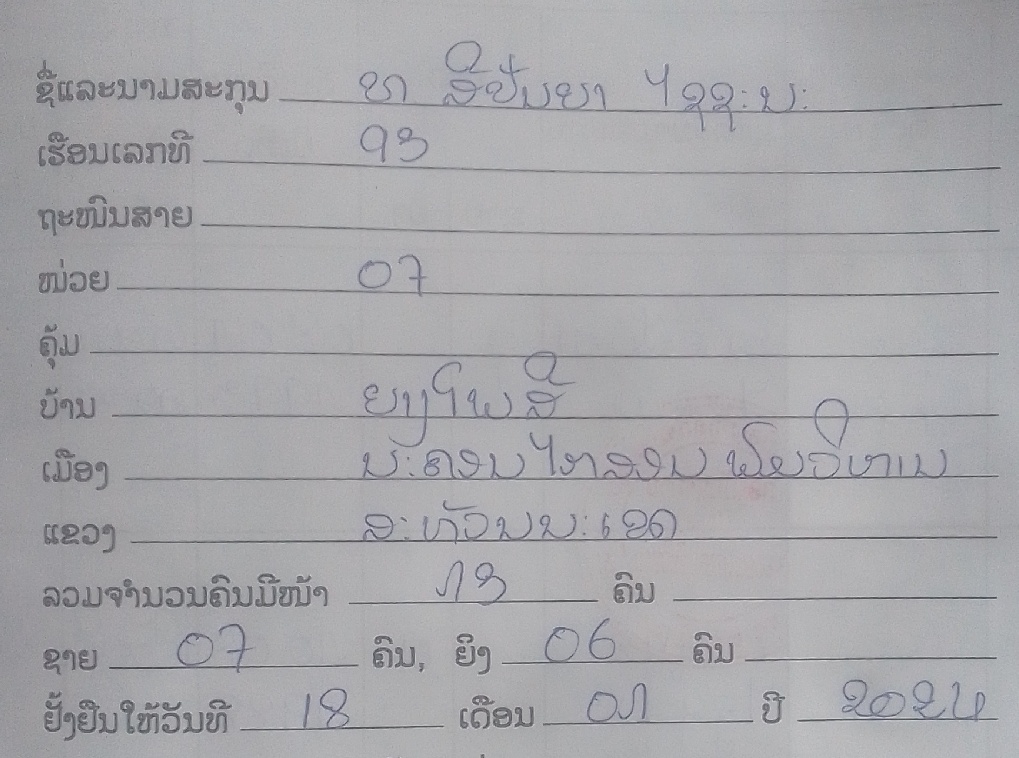 ຊື່ແລະນາມສະກຸນ ທ ສີປັນຍາ ໄຊຊະນະ
ເຮືອນເລກທີ 93
ຖະໜົນສາຍ
ໜ່ວຍ 07
ຄຸ້ມ
ບ້ານ ຍາງໂພສີ
ເມືອງ ນະຄອນໄກສອນ ພົມວິຫານ
ແຂວງ ສະຫວັນນະເຂດ
ລວມຈຳນວນຄົນມີໜ້າ 13 ຄົນ
ຊາຍ 07 ຄົນ, ຍິງ 06 ຄົນ
ຢັ້ງຢືນໃຫ້ວັນທີ 18 ເດືອນ 01 ປີ 2024